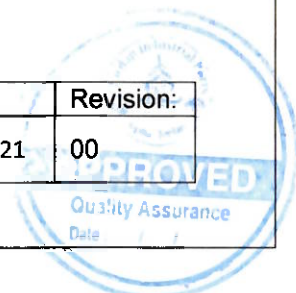 Revision:
21 00
APPROVED
Quality Assurance
Date / /